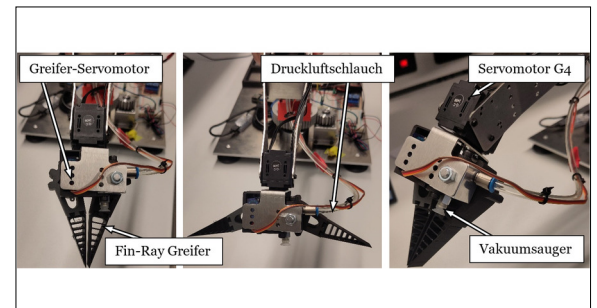 Greifer-Servomotor
Druckluftschlauch
Servomotor G4
Fin-Ray Greifer
Vakuumsauger